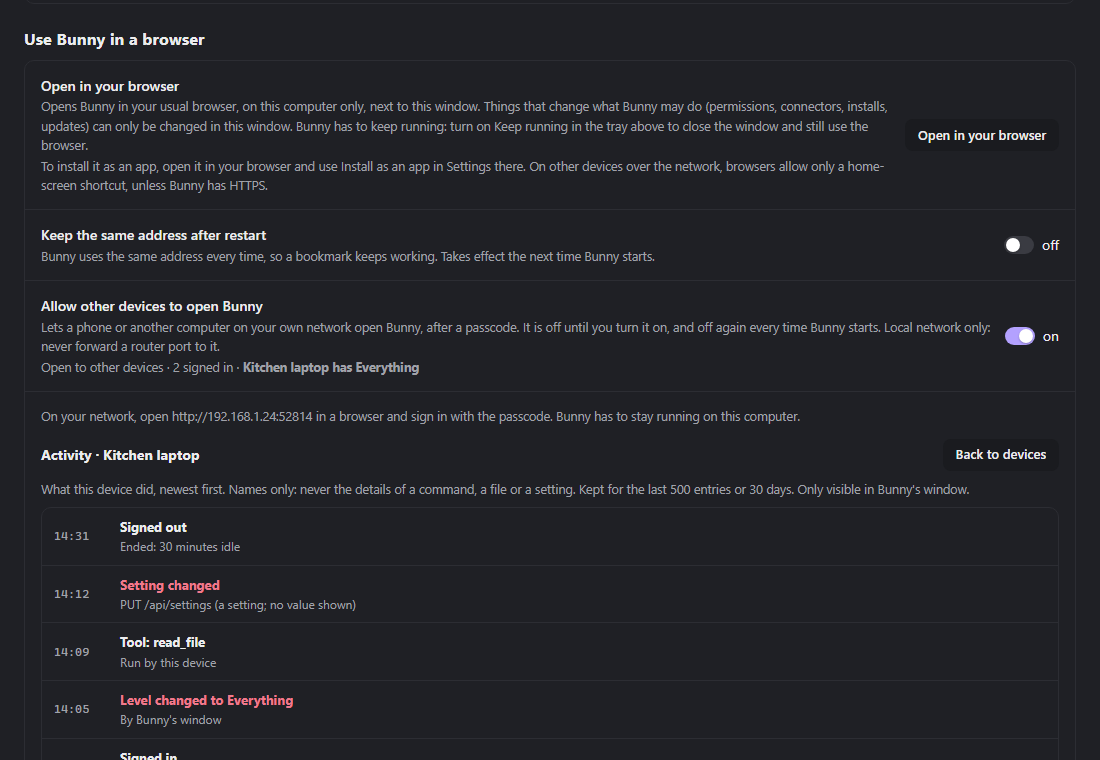 Use Bunny in a browser
Open in your browser
Opens Bunny in your usual browser, on this computer only, next to this window. Things that change what Bunny may do (permissions, connectors, installs,
updates) can only be changed in this window. Bunny has to keep running: turn on Keep running in the tray above to close the window and still use the
browser.
To install it as an app, open it in your browser and use Install as an app in Settings there. On other devices over the network, browsers allow only a home-
screen shortcut, unless Bunny has HTTPS.
Open in your browser
Keep the same address after restart
Bunny uses the same address every time, so a bookmark keeps working. Takes effect the next time Bunny starts.
off
Allow other devices to open Bunny
Lets a phone or another computer on your own network open Bunny, after a passcode. It is off until you turn it on, and off again every time Bunny starts. Local network only:
never forward a router port to it.
Open to other devices · 2 signed in · Kitchen laptop has Everything
on
On your network, open http://192.168.1.24:52814 in a browser and sign in with the passcode. Bunny has to stay running on this computer.
Activity · Kitchen laptop
Back to devices
What this device did, newest first. Names only: never the details of a command, a file or a setting. Kept for the last 500 entries or 30 days. Only visible in Bunny's window.
14:31
Signed out
Ended: 30 minutes idle
14:12
Setting changed
PUT /api/settings (a setting; no value shown)
14:09
Tool: read_file
Run by this device
14:05
Level changed to Everything
By Bunny's window
Signed in